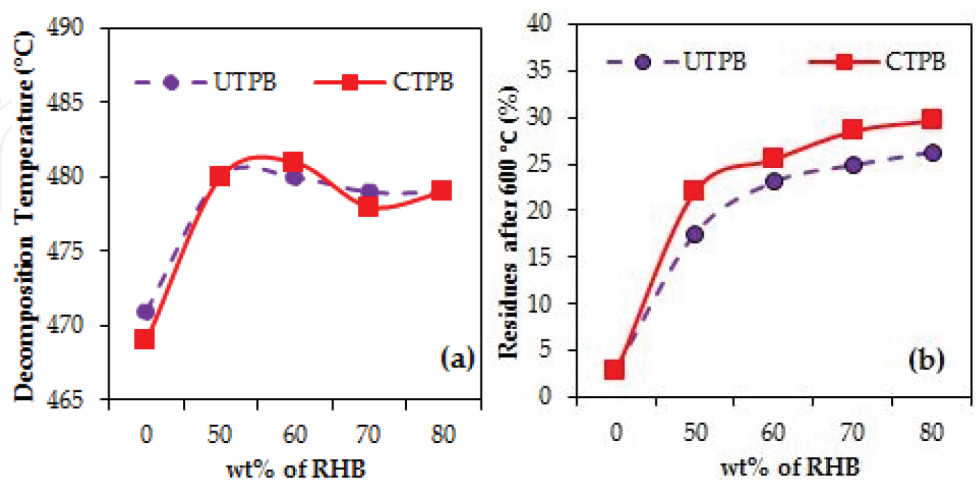 Decomposition Temperature (°C)
490
485
480
475
470
465
UTPB
CTPB
(a)
0 50 60 70 80
wt% of RHB
Residues after 600 °C (%)
40
35
30
25
20
15
10
5
0
UTPB
CTPB
(b)
0 50 60 70 80
wt% of RHB